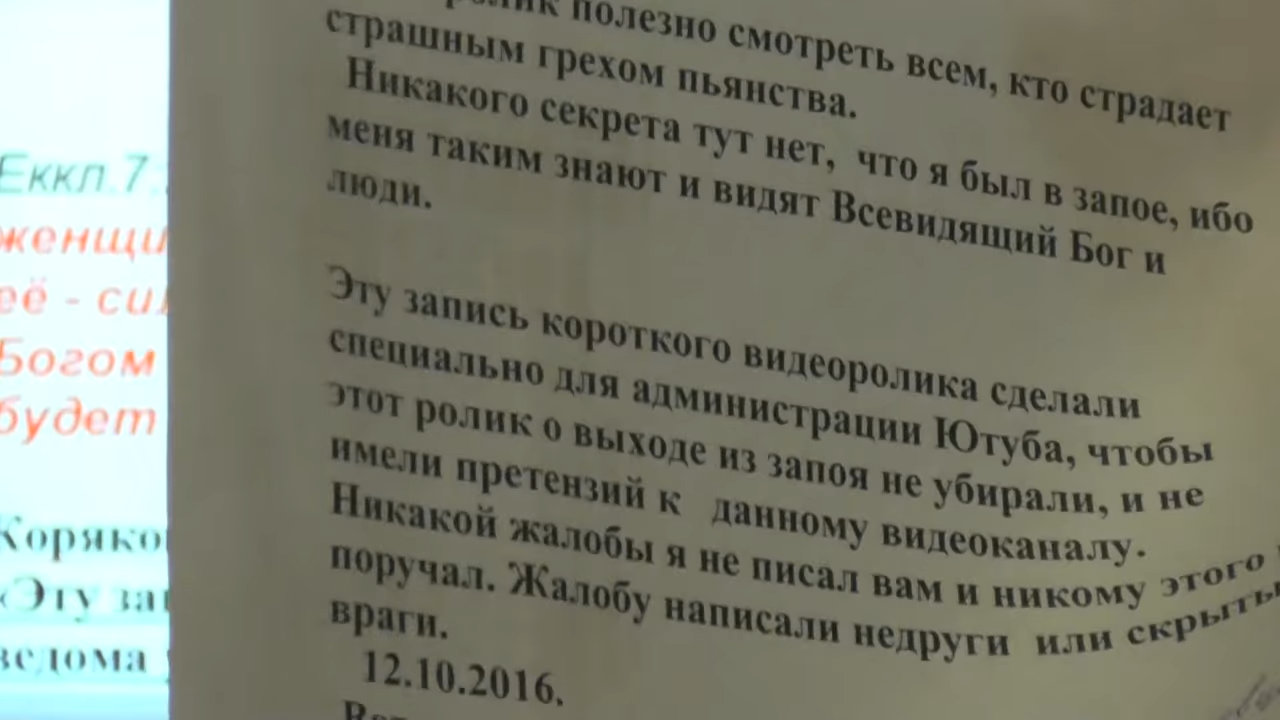 полезно смотреть всем, кто страдает
страшным грехом пьянства.
Никакого секрета тут нет, что я был в запое, ибо
меня таким знают и видят Всевидящий Бог и
люди.
Эту запись короткого видеоролика сделали
специально для администрации Ютуба, чтобы
этот ролик о выходе из запоя не убирали, и не
имели претензий к данному видеоканалу.
Никакой жалобы я не писал вам и никому этого
поручал. Жалобу написали недруги или скрыты
враги.
12.10.2016.
Еккл.7:
женщи
её - сил
Богом
будет
Коряко
«Эту за
ведома